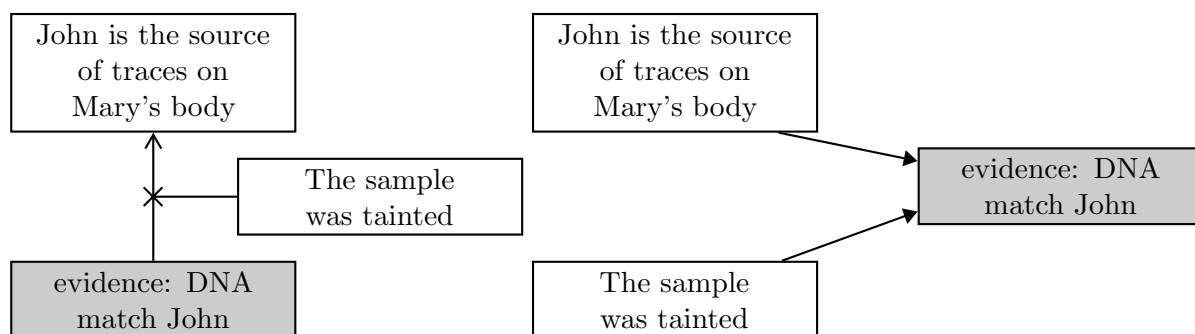 John is the source
of traces on
Mary's body
The sample
was tainted
evidence: DNA
match John
John is the source
of traces on
Mary's body
evidence: DNA
match John
The sample
was tainted